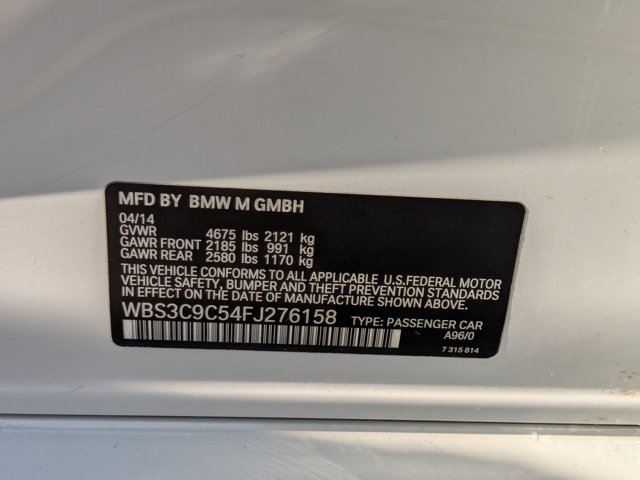 MFD BY BMW M GMBH
04/14
GVWR 4675 lbs 2121 kg
GAWR FRONT 2185 lbs 991 kg
GAWR REAR 2580 lbs 1170 kg
THIS VEHICLE CONFORMS TO ALL APPLICABLE U.S.FEDERAL MOTOR
VEHICLE SAFETY, BUMPER AND THEFT PREVENTION STANDARDS
IN EFFECT ON THE DATE OF MANUFACTURE SHOWN ABOVE.
WBS3C9C54FJ276158 TYPE: PASSENGER CAR
A96/0
7 315 814